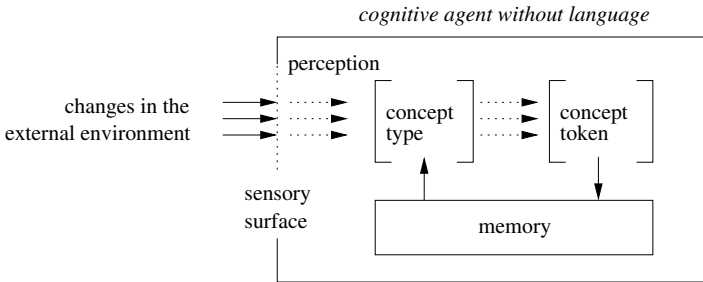 cognitive agent without language
perception
changes in the
external environment
concept
type
concept
token
sensory
surface
memory